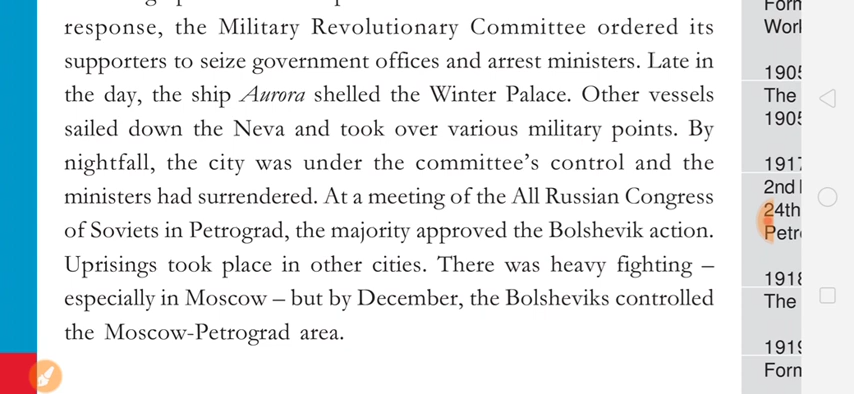 response, the Military Revolutionary Committee ordered its
supporters to seize government offices and arrest ministers. Late in
the day, the ship Aurora shelled the Winter Palace. Other vessels
sailed down the Neva and took over various military points. By
nightfall, the city was under the committee’s control and the
ministers had surrendered. At a meeting of the All Russian Congress
of Soviets in Petrograd, the majority approved the Bolshevik action.
Uprisings took place in other cities. There was heavy fighting –
especially in Moscow – but by December, the Bolsheviks controlled
the Moscow-Petrograd area.
The
2nd
24th
1918
The